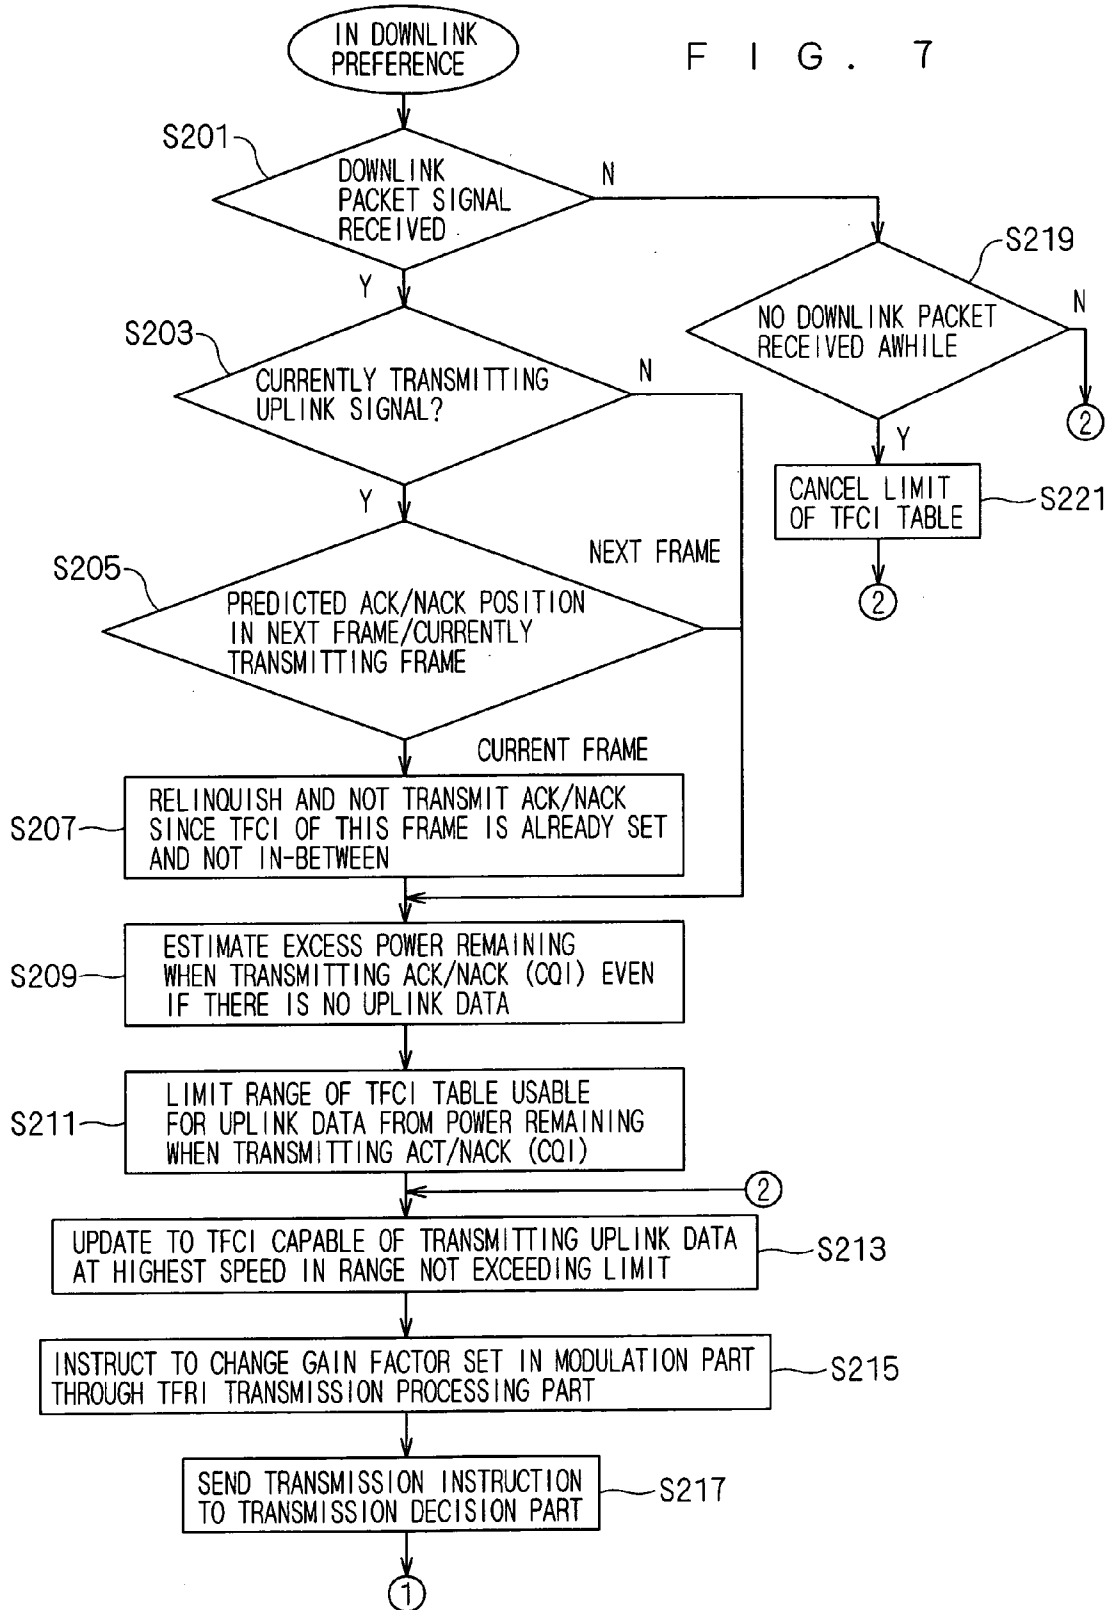 IN DOWNLINK
PREFERENCE
FIG. 7
S201
DOWNLINK
PACKET SIGNAL
RECEIVED
N
Y
S219
NO DOWNLINK PACKET
RECEIVED AWHILE
N
2
Y
S221
CANCEL LIMIT
OF TFCI TABLE
2
S203
CURRENTLY TRANSMITTING
UPLINK SIGNAL?
N
Y
NEXT FRAME
S205
PREDICTED ACK/NACK POSITION
IN NEXT FRAME/CURRENTLY
TRANSMITTING FRAME
CURRENT FRAME
S207
RELINQUISH AND NOT TRANSMIT ACK/NACK
SINCE TFCI OF THIS FRAME IS ALREADY SET
AND NOT IN-BETWEEN
S209
ESTIMATE EXCESS POWER REMAINING
WHEN TRANSMITTING ACK/NACK (CQI) EVEN
IF THERE IS NO UPLINK DATA
S211
LIMIT RANGE OF TFCI TABLE USABLE
FOR UPLINK DATA FROM POWER REMAINING
WHEN TRANSMITTING ACT/NACK (CQI)
2
UPDATE TO TFCI CAPABLE OF TRANSMITTING UPLINK DATA
AT HIGHEST SPEED IN RANGE NOT EXCEEDING LIMIT
S213
INSTRUCT TO CHANGE GAIN FACTOR SET IN MODULATION PART
THROUGH TFRI TRANSMISSION PROCESSING PART
S215
SEND TRANSMISSION INSTRUCTION
TO TRANSMISSION DECISION PART
S217
1